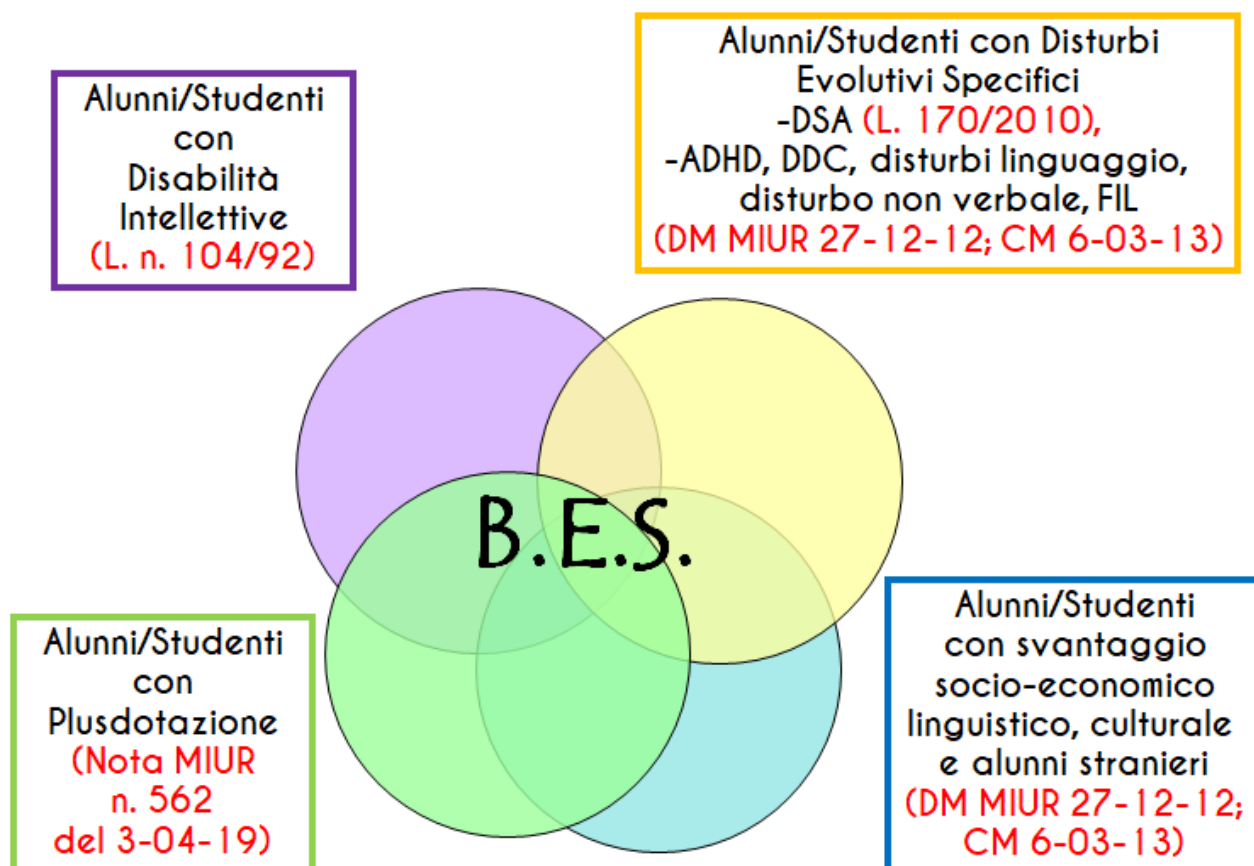 Alunni/Studenti
con
Disabilità
Intellettive
(L. n. 104/92)
Alunni/Studenti con Disturbi
Evolutivi Specifici
-DSA (L. 170/2010),
-ADHD, DDC, disturbi linguaggio,
disturbo non verbale, FIL
(DM MIUR 27-12-12; CM 6-03-13)
B.E.S.
Alunni/Studenti
con
Plusdotazione
(Nota MIUR
n. 562
del 3-04-19)
Alunni/Studenti
con svantaggio
socio-economico
linguistico, culturale
e alunni stranieri
(DM MIUR 27-12-12;
CM 6-03-13)